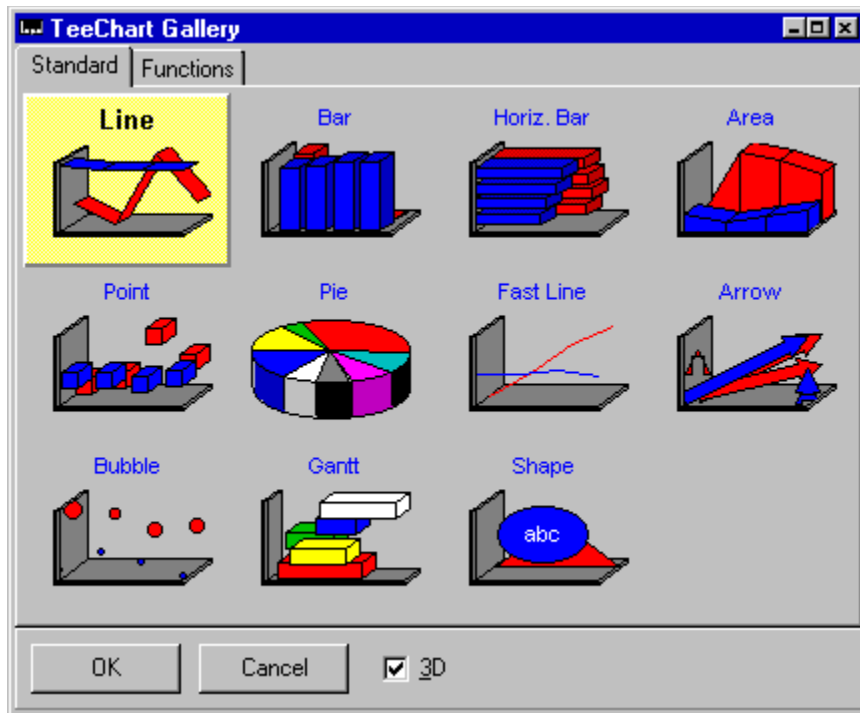 TeeChart Gallery
Standard Functions
Line Bar Horiz. Bar Area
Point Pie Fast Line Arrow
Bubble Gantt Shape
abc
OK Cancel 3D